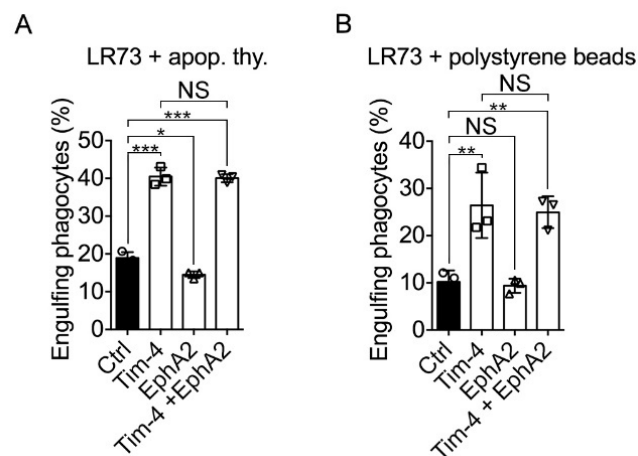 A
LR73 + apop. thy.
NS
***
*
***
Engulfing phagocytes (%)
50
40
30
20
10
0
Ctrl
Tim-4
EphA2
Tim-4 +EphA2
B
LR73 + polystyrene beads
NS
**
NS
**
Engulfing phagocytes (%)
40
30
20
10
0
Ctrl
Tim-4
EphA2
Tim-4 + EphA2